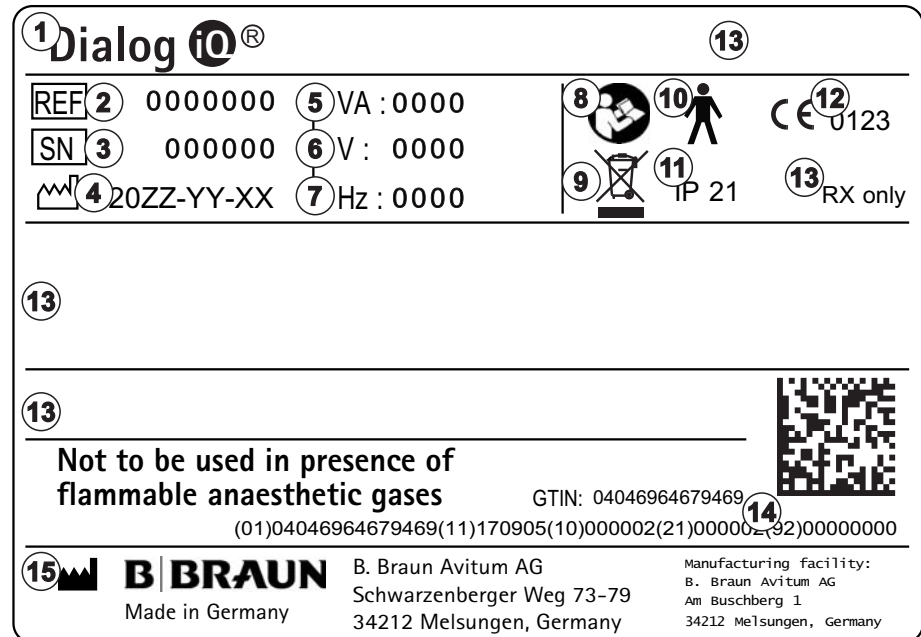 1 Dialog iQ® 13
REF 2 0000000 5 VA : 0000 8 10 CE 12 0123
SN 3 000000 6 V : 0000
4 20ZZ-YY-XX 7 Hz : 0000 9 11 IP 21 13 RX only
13
13
Not to be used in presence of
flammable anaesthetic gases
GTIN: 04046964679469
14
(01)04046964679469(11)170905(10)000002(21)000002(92)00000000
15 B|BRAUN
Made in Germany
B. Braun Avitum AG
Schwarzenberger Weg 73-79
34212 Melsungen, Germany
Manufacturing facility:
B. Braun Avitum AG
Am Buschberg 1
34212 Melsungen, Germany